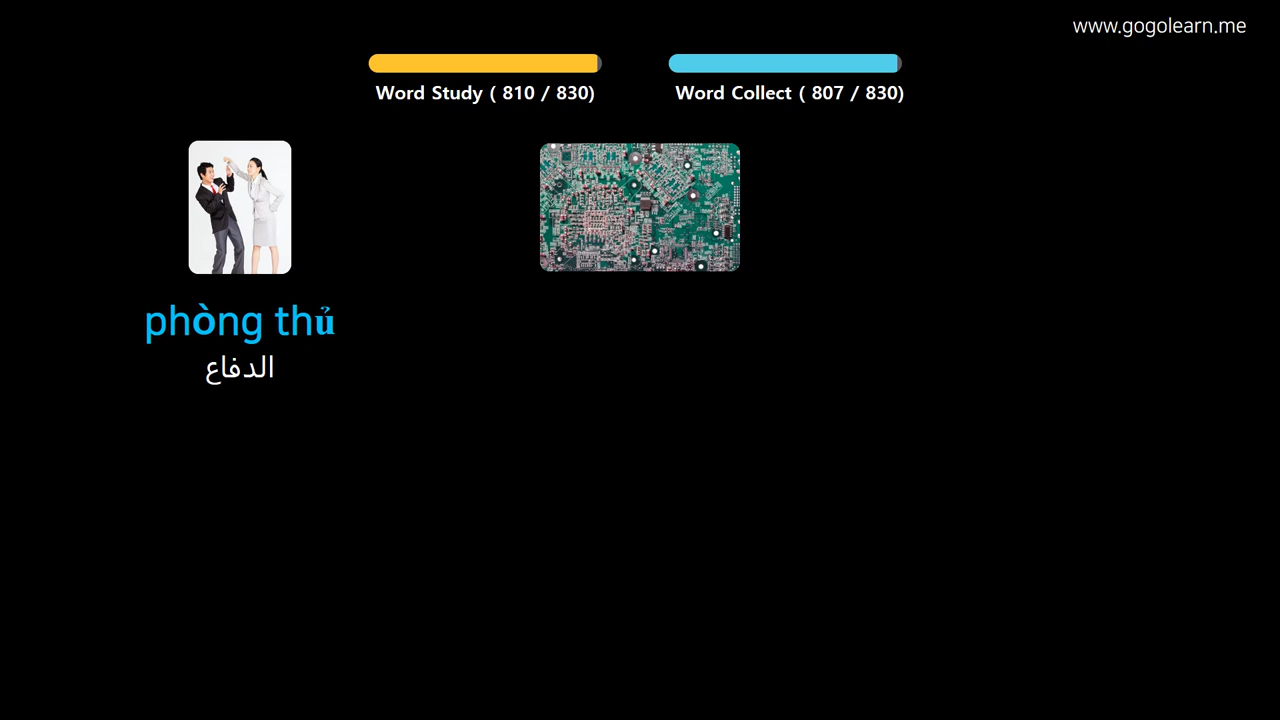 www.gogolearn.me
Word Study ( 810 / 830)
Word Collect ( 807 / 830)
phòng thủ
الدفاع